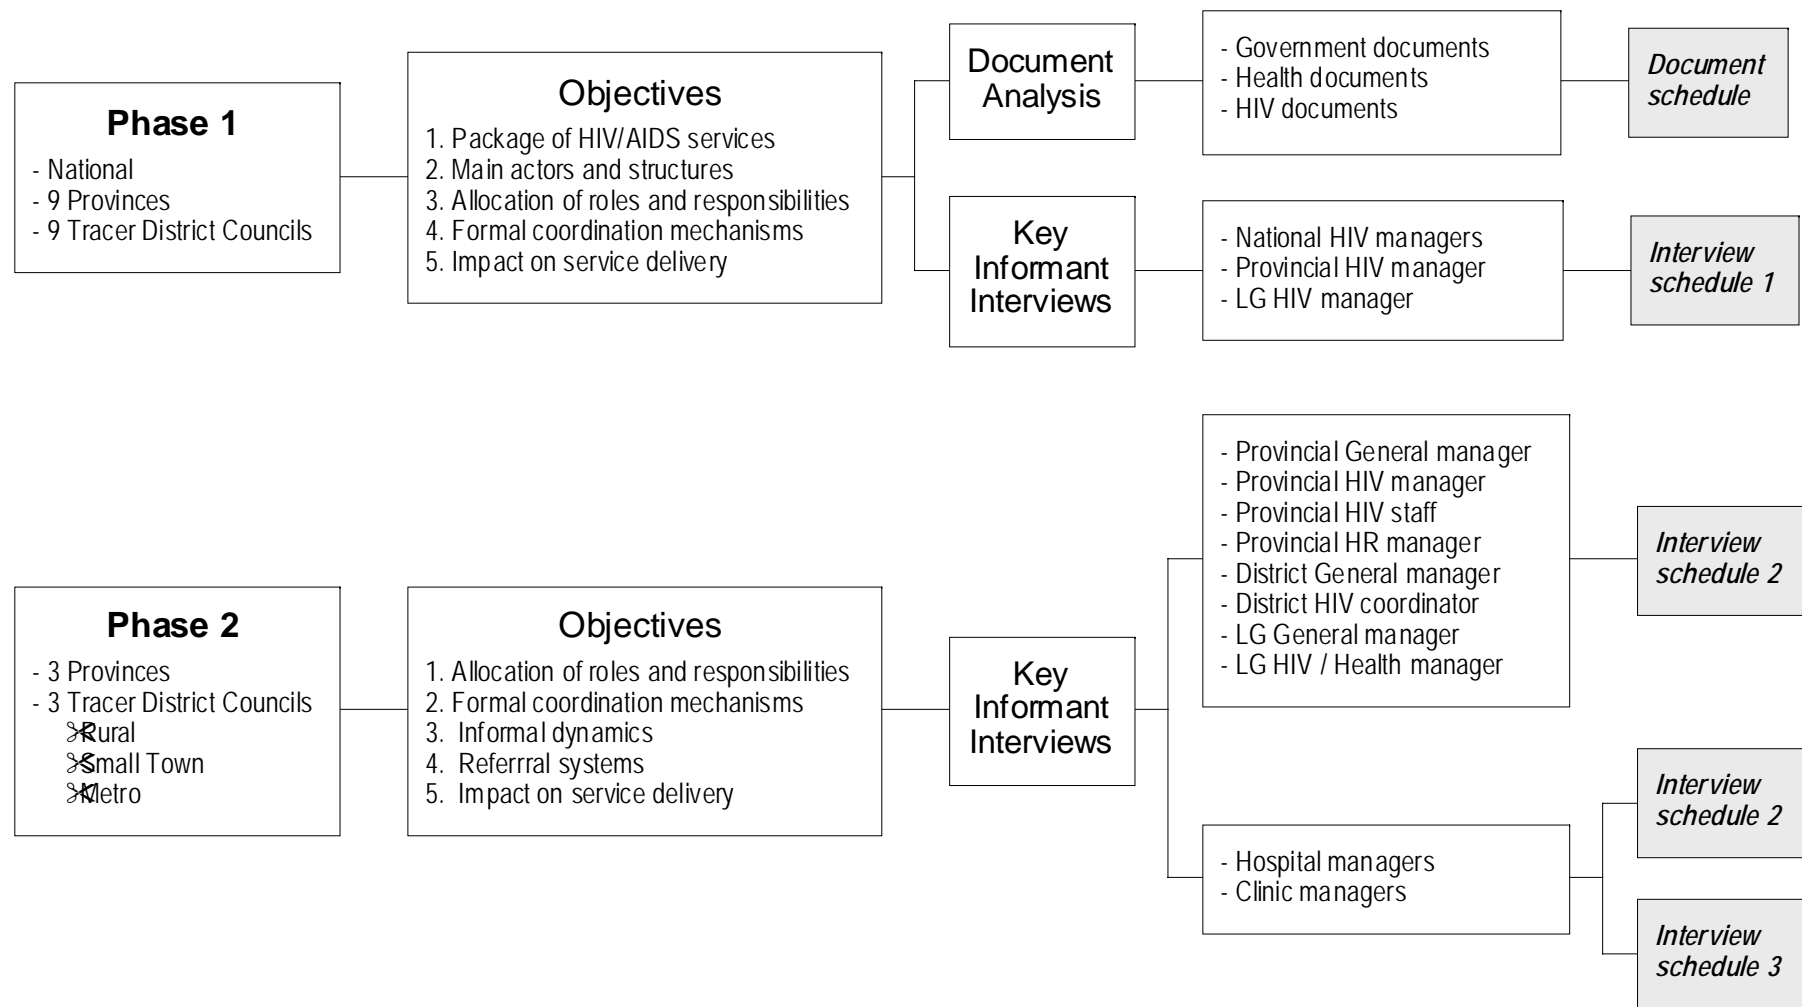 Phase 1
- National
- 9 Provinces
- 9 Tracer District Councils
Objectives
1. Package of HIV/AIDS services
2. Main actors and structures
3. Allocation of roles and responsibilities
4. Formal coordination mechanisms
5. Impact on service delivery
Document
Analysis
- Government documents
- Health documents
- HIV documents
Document
schedule
Key
Informant
Interviews
- National HIV managers
- Provincial HIV manager
- LG HIV manager
Interview
schedule 1
Phase 2
- 3 Provinces
- 3 Tracer District Councils
✂Rural
✂Small Town
✂Metro
Objectives
1. Allocation of roles and responsibilities
2. Formal coordination mechanisms
3. Informal dynamics
4. Referrral systems
5. Impact on service delivery
Key
Informant
Interviews
- Provincial General manager
- Provincial HIV manager
- Provincial HIV staff
- Provincial HR manager
- District General manager
- District HIV coordinator
- LG General manager
- LG HIV / Health manager
Interview
schedule 2
- Hospital managers
- Clinic managers
Interview
schedule 2
Interview
schedule 3